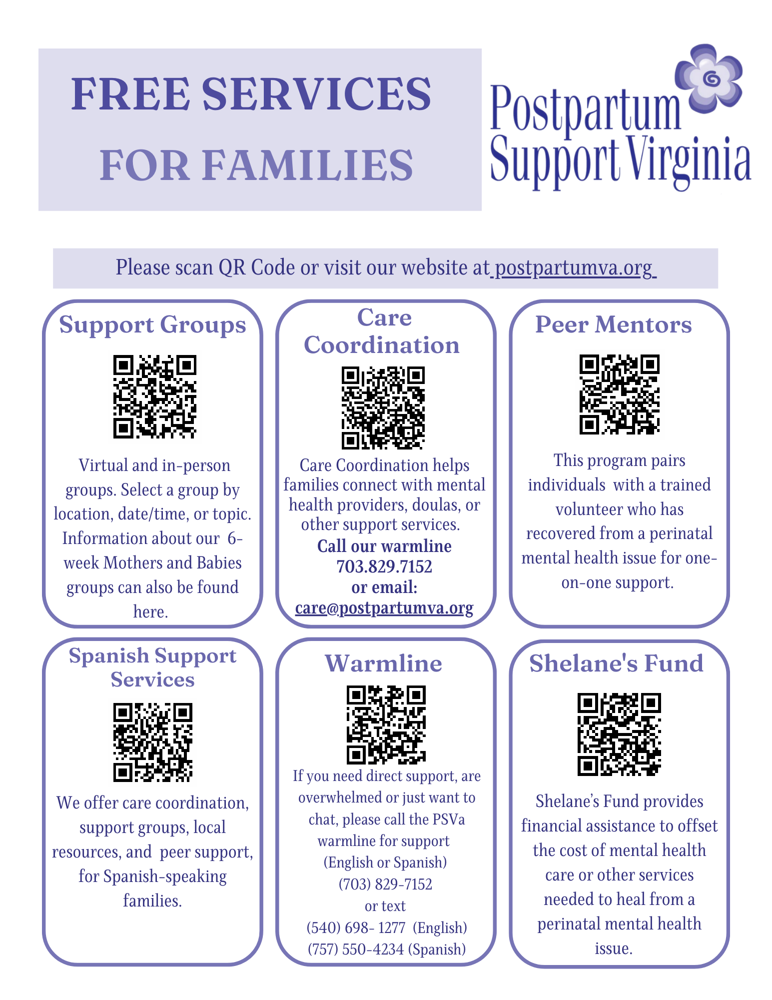 FREE SERVICES
FOR FAMILIES
Postpartum
Support Virginia
Please scan QR Code or visit our website at postpartumva.org
Support Groups
Virtual and in-person
groups. Select a group by
location, date/time, or topic.
Information about our 6-
week Mothers and Babies
groups can also be found
here.
Care
Coordination
Care Coordination helps
families connect with mental
health providers, doulas, or
other support services.
Call our warmline
703.829.7152
or email:
care@postpartumva.org
Peer Mentors
This program pairs
individuals with a trained
volunteer who has
recovered from a perinatal
mental health issue for one-
on-one support.
Spanish Support
Services
We offer care coordination,
support groups, local
resources, and peer support,
for Spanish-speaking
families.
Warmline
If you need direct support, are
overwhelmed or just want to
chat, please call the PSVa
warmline for support
(English or Spanish)
(703) 829-7152
or text
(540) 698- 1277 (English)
(757) 550-4234 (Spanish)
Shelane's Fund
Shelane’s Fund provides
financial assistance to offset
the cost of mental health
care or other services
needed to heal from a
perinatal mental health
issue.